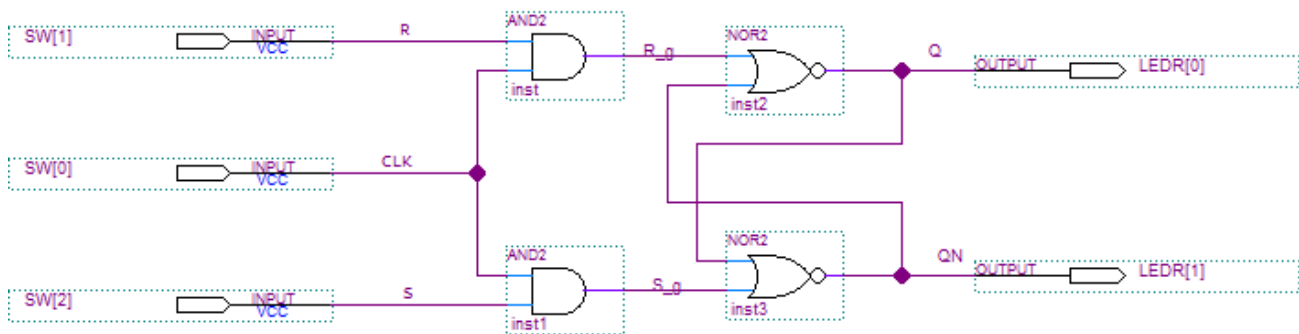 AND2
NOR2
SW[1]
INPUT
VCC
R
R_g
Q
OUTPUT
LEDR[0]
inst
inst2
SW[0]
INPUT
VCC
CLK
AND2
NOR2
SW[2]
INPUT
VCC
S
S_g
QN
OUTPUT
LEDR[1]
inst1
inst3